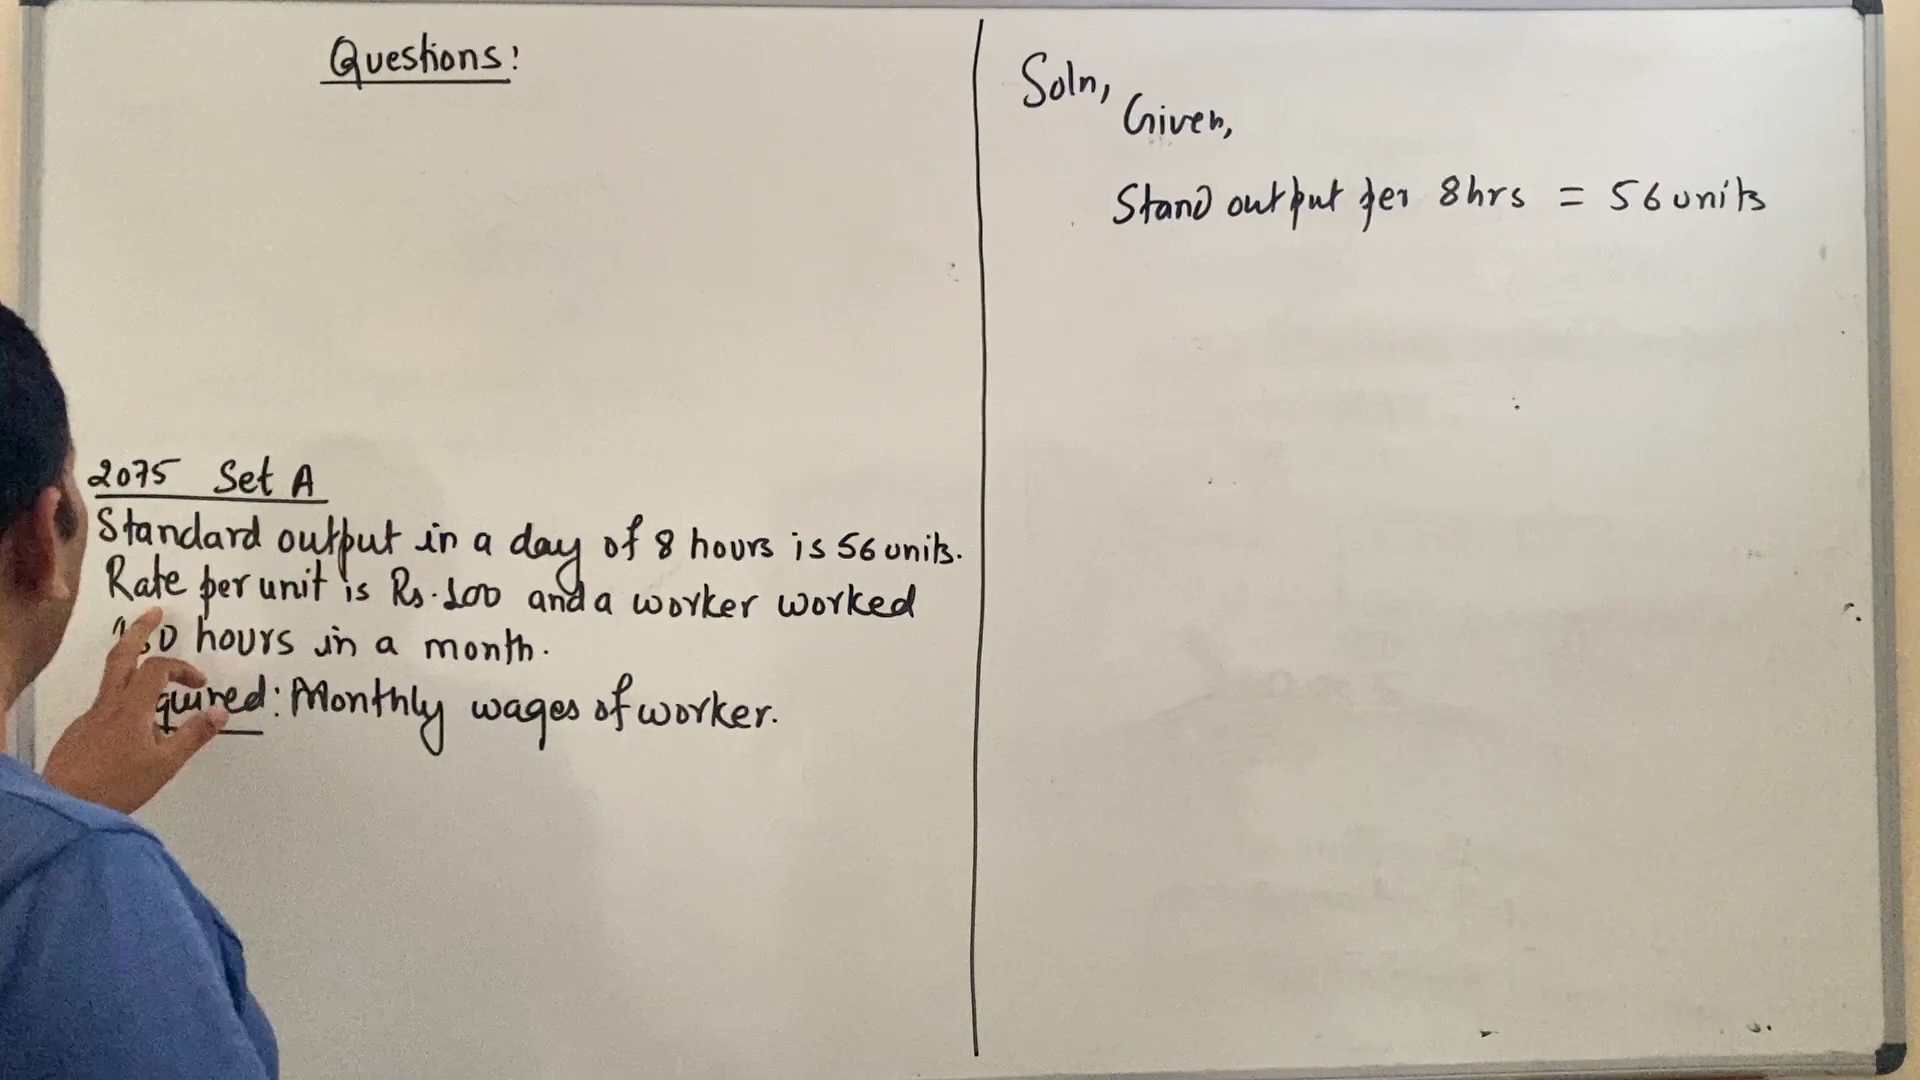 Questions:
2075 Set A
Standard output in a day of 8 hours is 56 units.
Rate per unit is Rs. 100 and a worker worked
hours in a month.
Monthly wages of worker.
Soln,
Given,
Stand output per 8hrs = 56 units